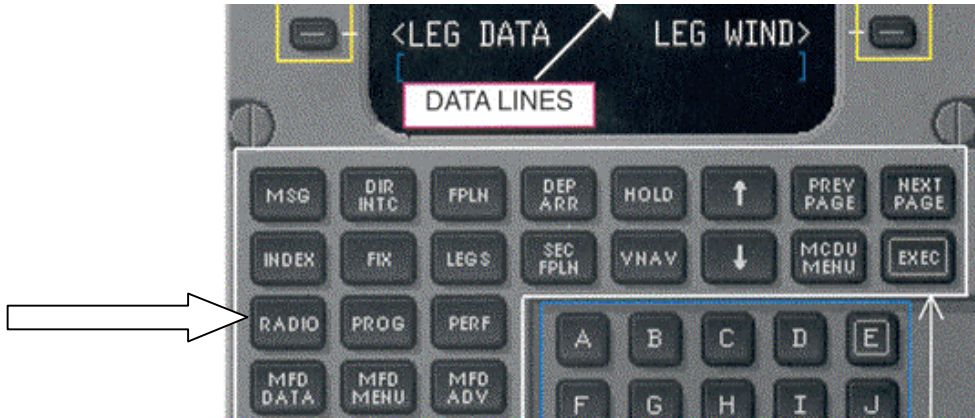 <LEG DATA LEG WIND>
DATA LINES
MSG DIR INTC FPLN DEP ARR HOLD ↑ PREV PAGE NEXT PAGE
INDEX FIX LEGS SEC FPLN VNAV ↓ MCDU MENU EXEC
RADIO PROG PERF A B C D E
MFD DATA MFD MENU MFD ADV F G H I J